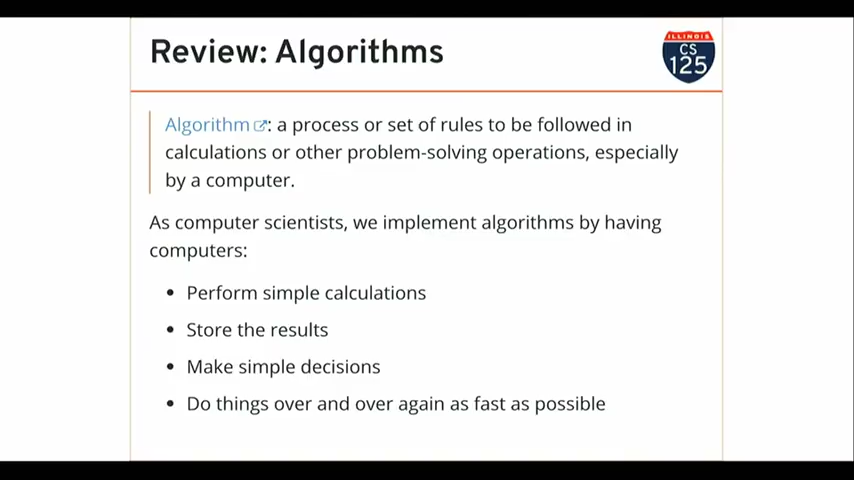 Review: Algorithms
ILLINOIS
CS
125
Algorithm: a process or set of rules to be followed in
calculations or other problem-solving operations, especially
by a computer.
As computer scientists, we implement algorithms by having
computers:
• Perform simple calculations
• Store the results
• Make simple decisions
• Do things over and over again as fast as possible